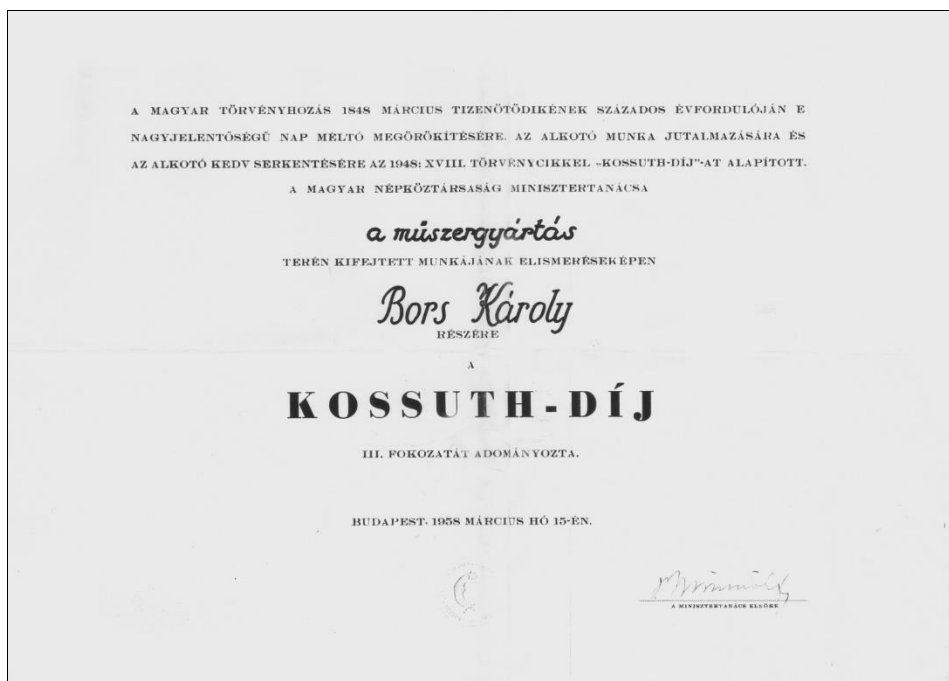 A MAGYAR TÖRVÉNYHOZÁS 1848 MÁRCIUS TIZENÖTÖDIKÉNEK SZÁZADOS ÉVFORDULÓJÁN E
NAGYJELENTŐSÉGŰ NAP MÉLTÓ MEGÖRÖKÍTÉSÉRE, AZ ALKOTÓ MUNKA JUTALMAZÁSÁRA ÉS
AZ ALKOTÓ KEDV SERKENTÉSÉRE AZ 1948: XVIII. TÖRVÉNYCIKKEL „KOSSUTH-DÍJ”-AT ALAPÍTOTT.
A MAGYAR NÉPKÖZTÁRSASÁG MINISZTERTANÁCSA
a műszergyártás
TERÉN KIFEJTETT MUNKÁJÁNAK ELISMERÉSEKÉPEN
Bors Károly
RÉSZÉRE
A
KOSSUTH-DÍJ
III. FOKOZATÁT ADOMÁNYOZTA.
BUDAPEST. 1958 MÁRCIUS HÓ 15-ÉN.
A MINISZTERTANÁCS ELNÖKE